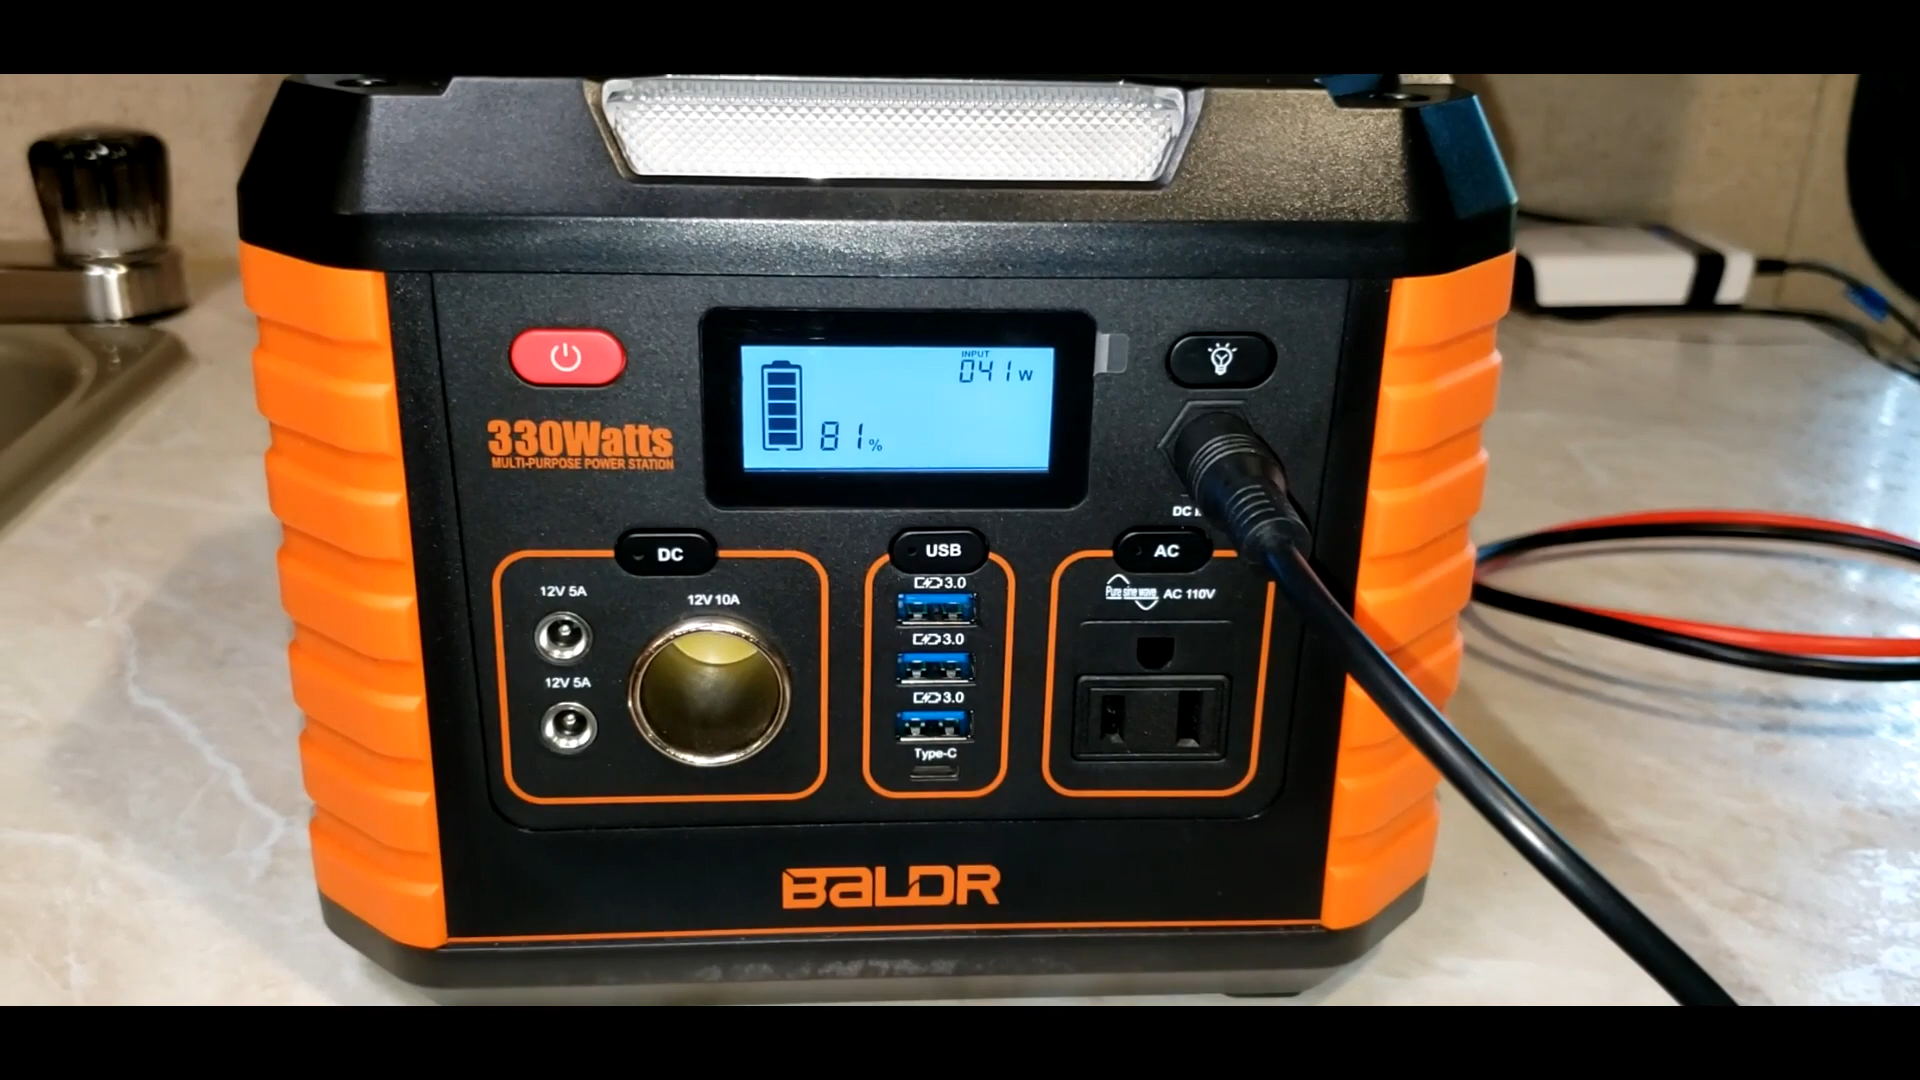 INPUT
041W
81%
330Watts
MULTI-PURPOSE POWER STATION
DC
DC
12V 5A
12V 10A
12V 5A
USB
3.0
3.0
3.0
Type-C
AC
Pure sine wave AC 110V
BALDR